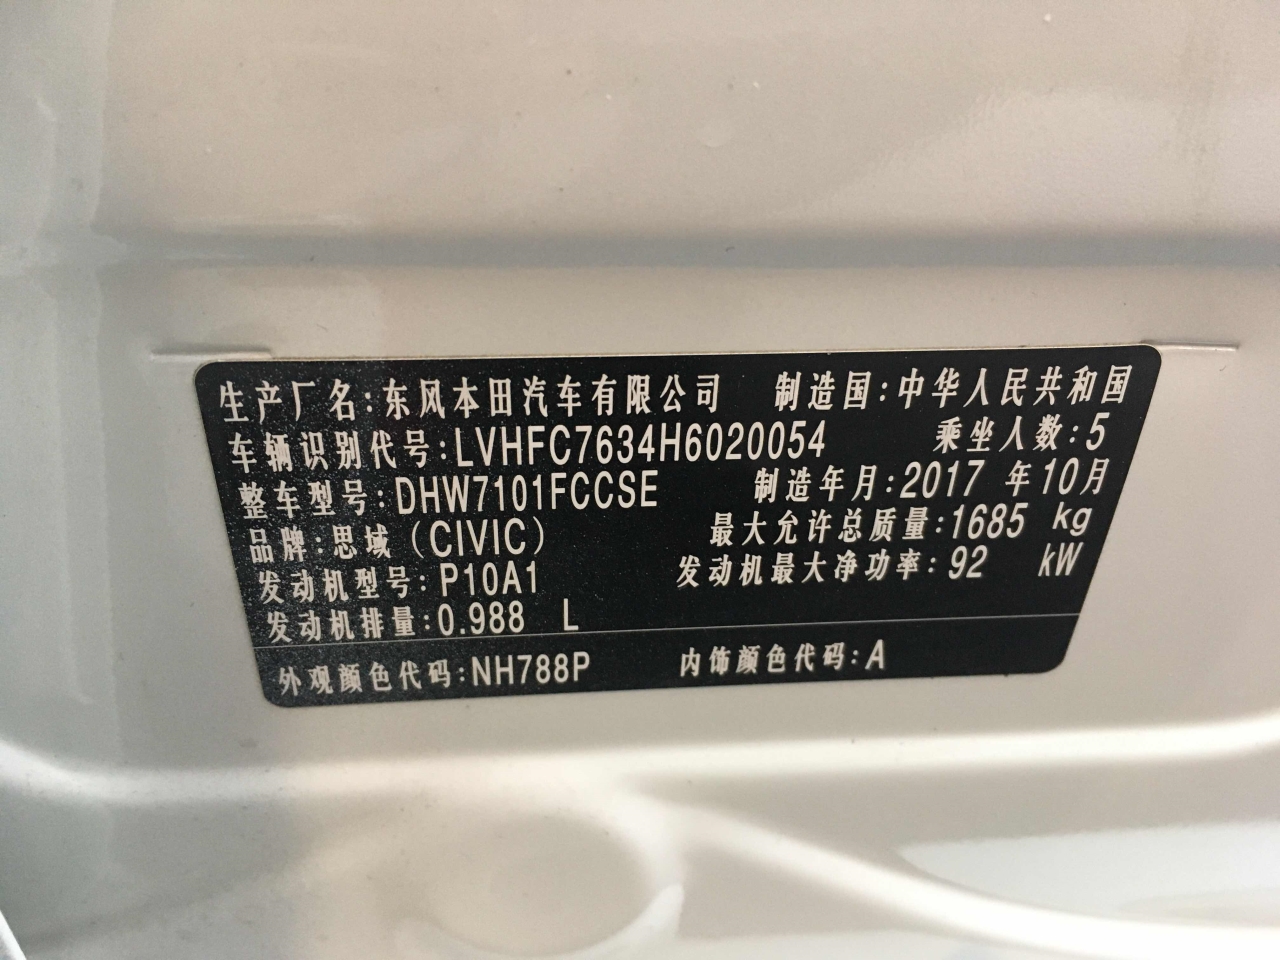 生产厂名:东风本田汽车有限公司 制造国:中华人民共和国
车辆识别代号:LVHFC7634H6020054 乘坐人数:5
整车型号:DHW7101FCCSE 制造年月:2017 年10月
品牌:思域（CIVIC） 最大允许总质量:1685 kg
发动机型号:P10A1 发动机最大净功率:92 kW
发动机排量:0.988 L
外观颜色代码:NH788P 内饰颜色代码:A